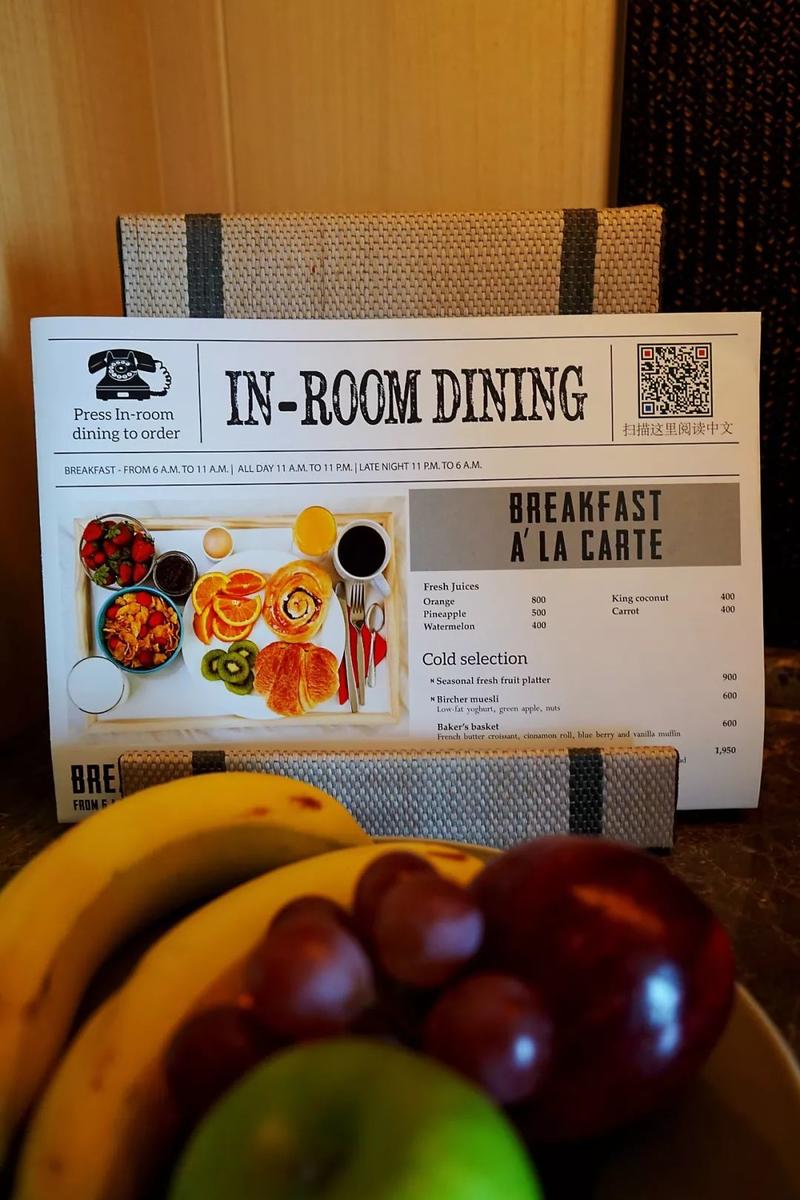 Press In-room
dining to order
IN-ROOM DINING
扫描这里阅读中文
BREAKFAST - FROM 6 A.M. TO 11 A.M. | ALL DAY 11 A.M. TO 11 P.M. | LATE NIGHT 11 P.M. TO 6 A.M.
BREAKFAST
A' LA CARTE
Fresh Juices
Orange 800
Pineapple 500
Watermelon 400
King coconut 400
Carrot 400
Cold selection
N Seasonal fresh fruit platter 900
N Bircher muesli 600
Low-fat yoghurt, green apple, nuts
Baker's basket 600
French butter croissant, cinnamon roll, blue berry and vanilla muffin
1,950
BRE
FROM 6